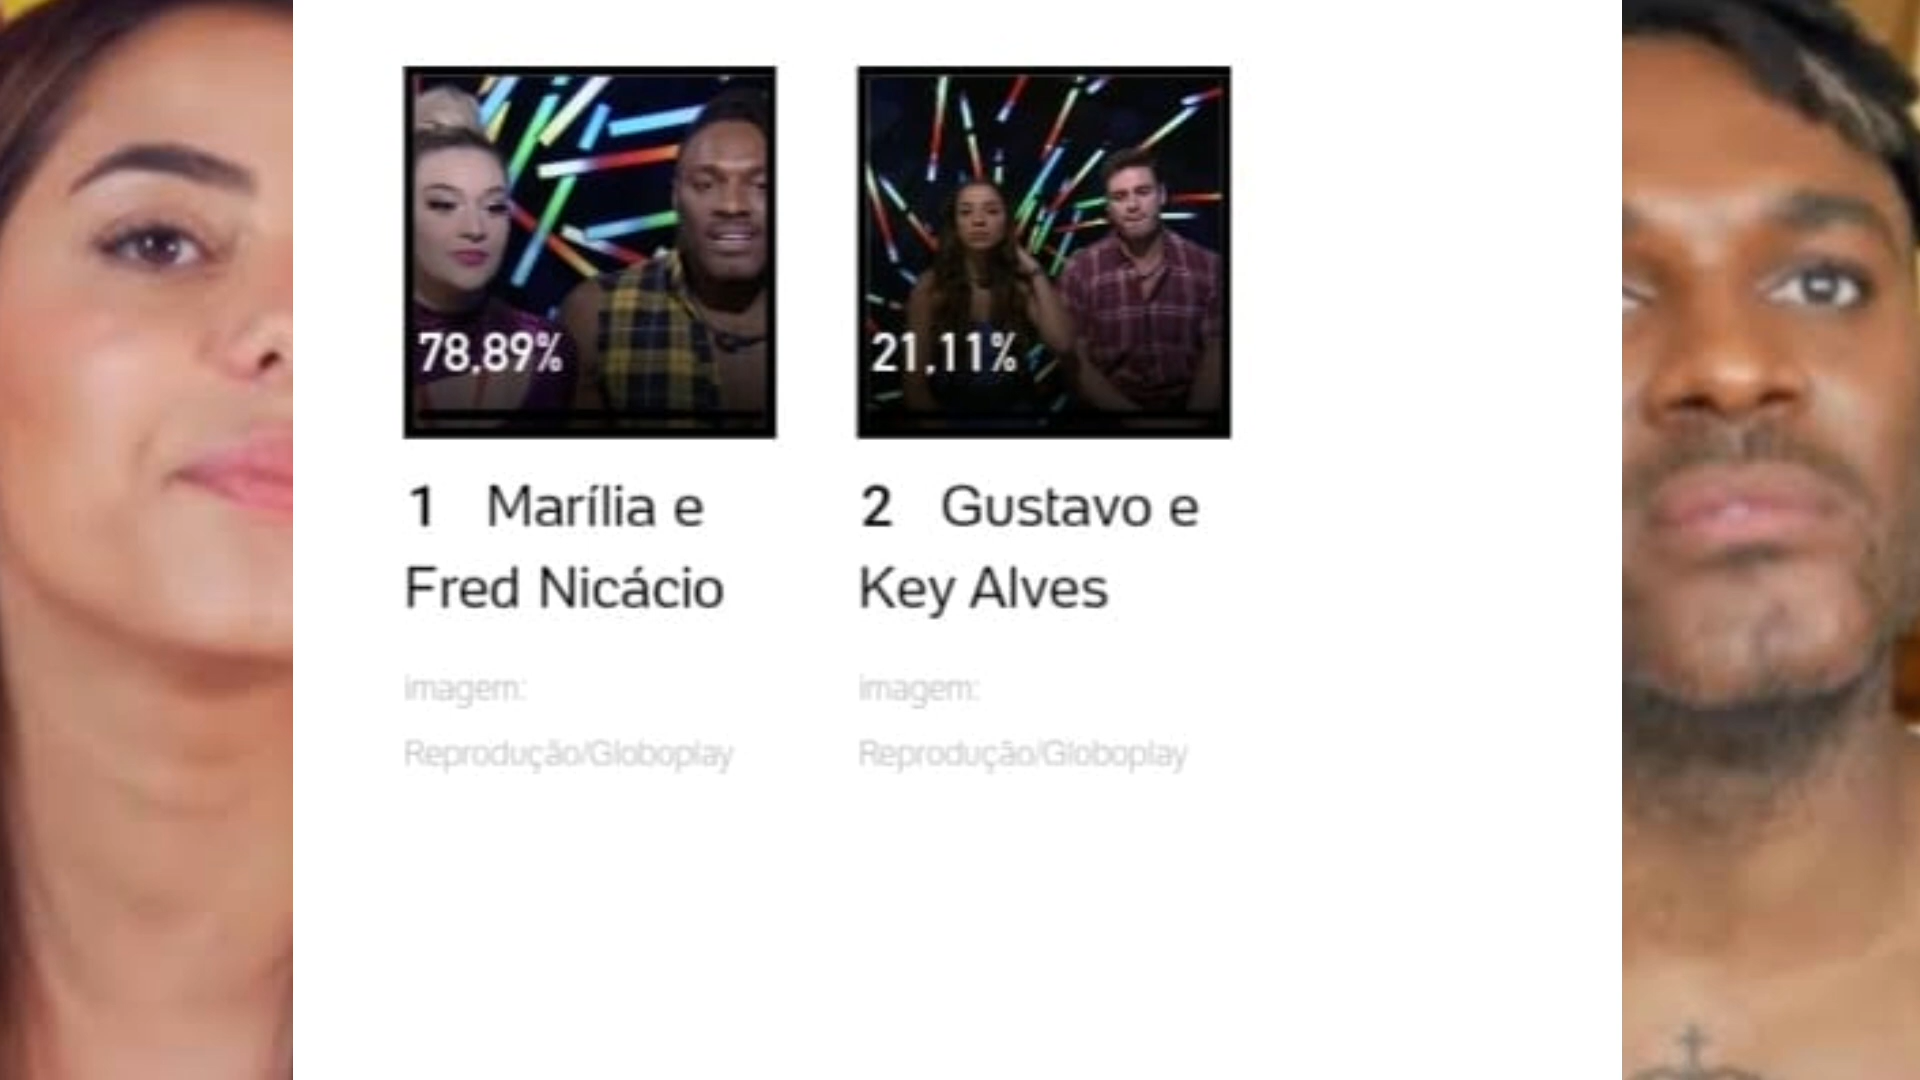 78,89%
21,11%
1 Marília e
Fred Nicácio
2 Gustavo e
Key Alves
imagem:
Reprodução/Globoplay
imagem:
Reprodução/Globoplay